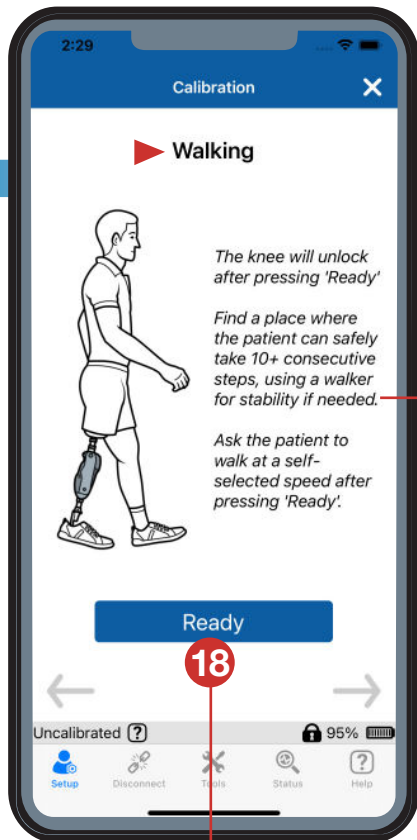 2:29
Calibration
Walking
The knee will unlock
after pressing 'Ready'
Find a place where
the patient can safely
take 10+ consecutive
steps, using a walker
for stability if needed.
Ask the patient to
walk at a self-
selected speed after
pressing 'Ready'.
Ready
18
Uncalibrated ?
95%
Setup
Disconnect
Tools
Status
? Help